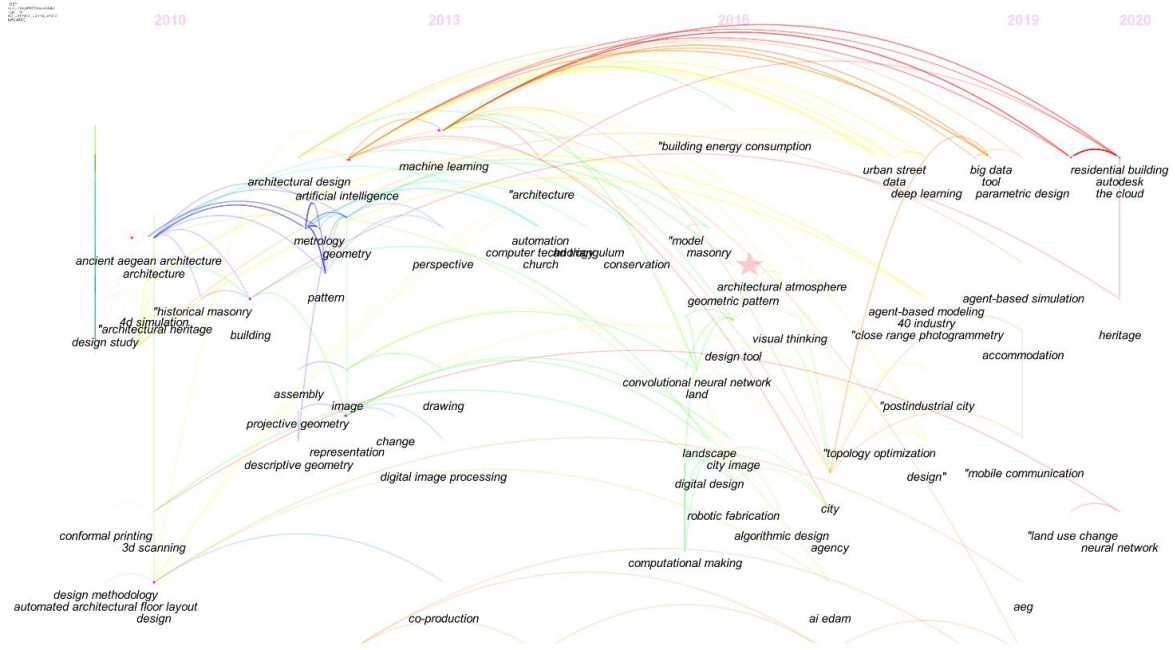 2010
2013
2016
2019
2020
"building energy consumption
machine learning
urban street
big data
residential building
architectural design
data
tool
autodesk
artificial intelligence
"architecture
deep learning
parametric design
the cloud
metrology
automation
"model
geometry
computer technology
masonry
ancient aegean architecture
perspective
church
conservation
architecture
architectural atmosphere
pattern
geometric pattern
agent-based simulation
"historical masonry
agent-based modeling
4d simulation
40 industry
"architectural heritage
building
visual thinking
"close range photogrammetry
heritage
design study
design tool
accommodation
convolutional neural network
assembly
land
image
drawing
"postindustrial city
projective geometry
change
representation
landscape
"topology optimization
descriptive geometry
city image
digital image processing
design"
"mobile communication
digital design
city
robotic fabrication
conformal printing
algorithmic design
"land use change
3d scanning
agency
neural network
computational making
design methodology
automated architectural floor layout
aeg
design
co-production
ai edam